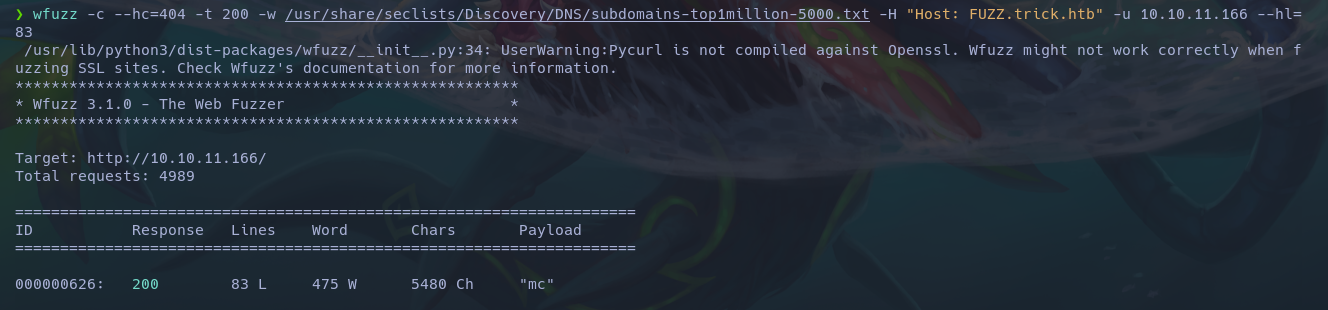 ❯ wfuzz -c --hc=404 -t 200 -w /usr/share/seclists/Discovery/DNS/subdomains-top1million-5000.txt -H "Host: FUZZ.trick.htb" -u 10.10.11.166 --hl=
83
/usr/lib/python3/dist-packages/wfuzz/__init__.py:34: UserWarning:Pycurl is not compiled against Openssl. Wfuzz might not work correctly when f
uzzing SSL sites. Check Wfuzz's documentation for more information.
********************************************************
* Wfuzz 3.1.0 - The Web Fuzzer                         *
********************************************************
Target: http://10.10.11.166/
Total requests: 4989
=====================================================================
ID           Response   Lines    Word       Chars       Payload
=====================================================================
000000626:   200        83 L     475 W      5480 Ch     "mc"